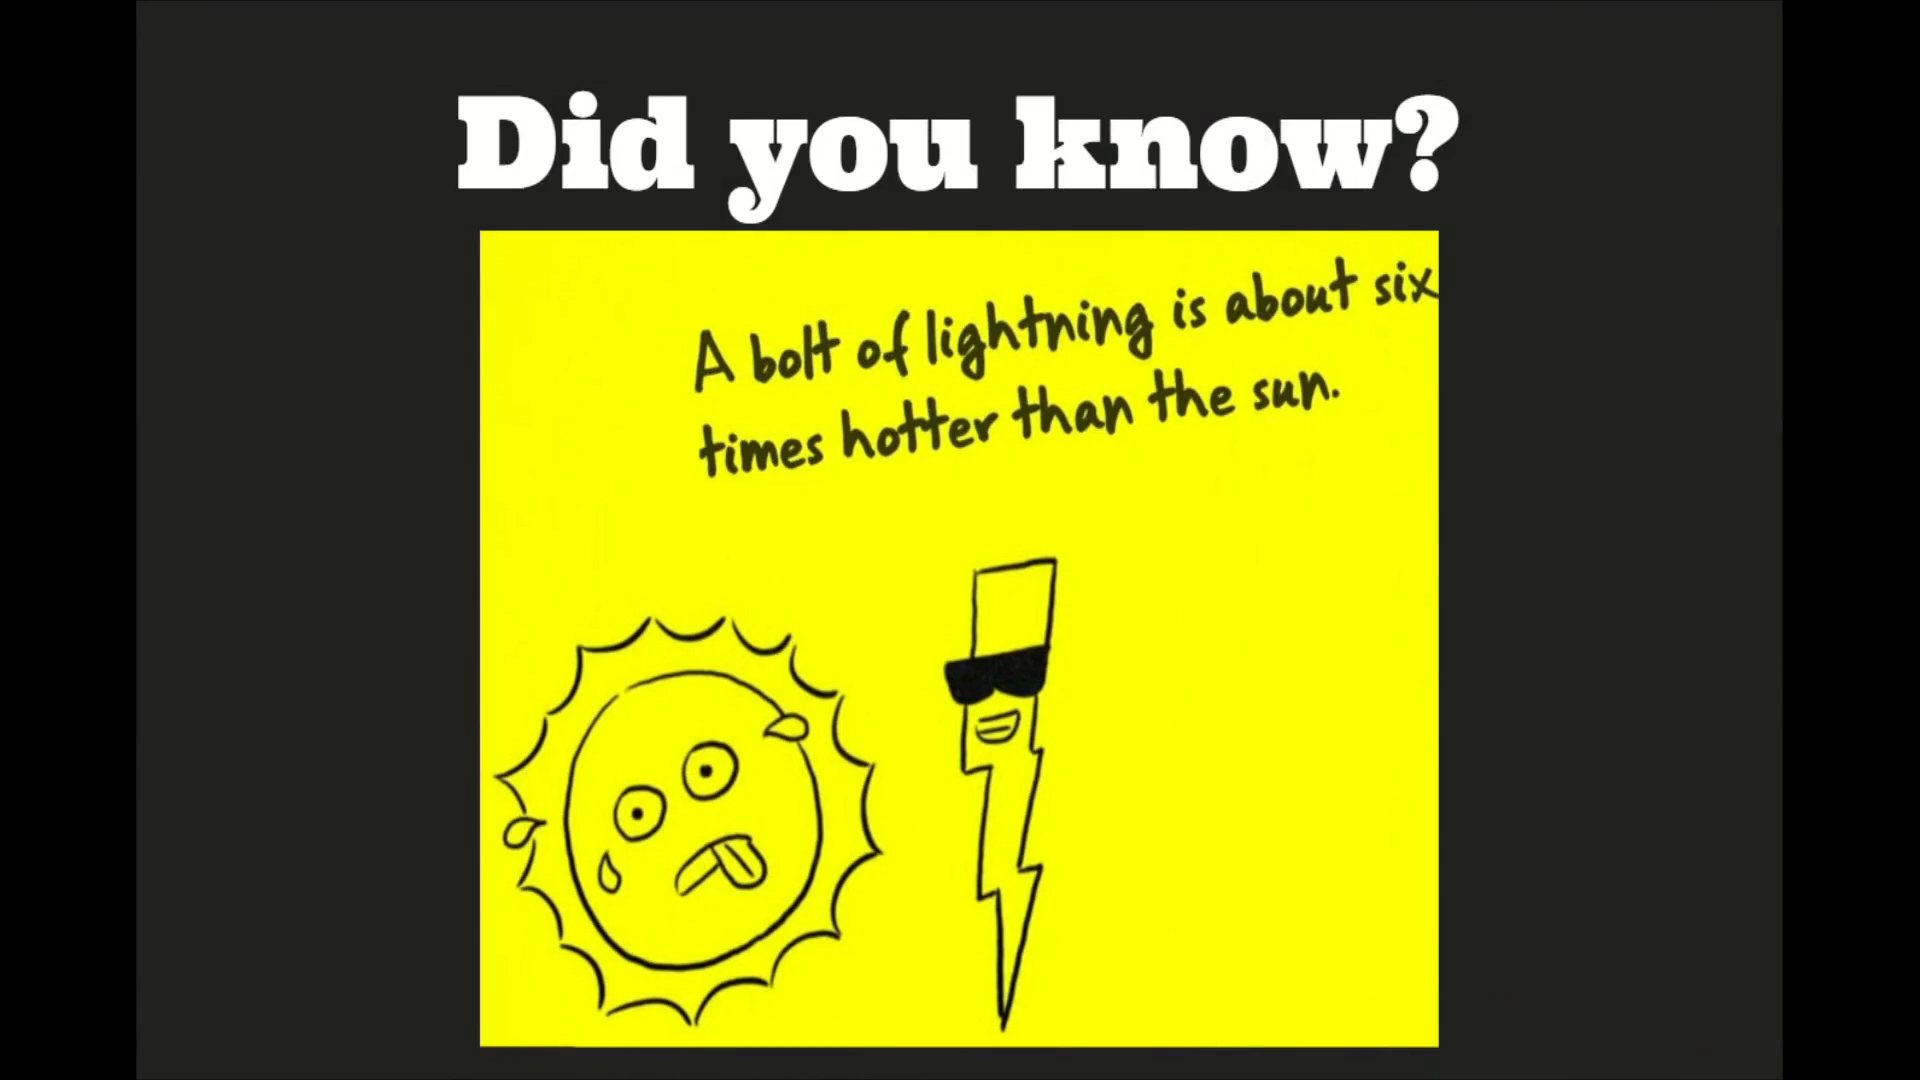 Did you know?
A bolt of lightning is about six
times hotter than the sun.